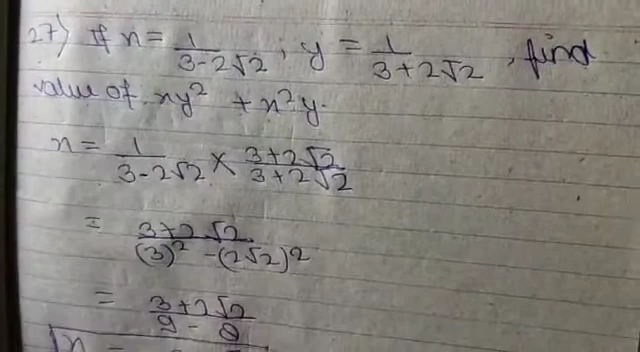 27) If x = 1/(3-2√2) ; y = 1/(3+2√2) , find
value of xy² + x²y.
x = 1/(3-2√2) × (3+2√2)/(3+2√2)
= (3+2√2)/((3)² - (2√2)²)
= (3+2√2)/(9-8)
x =